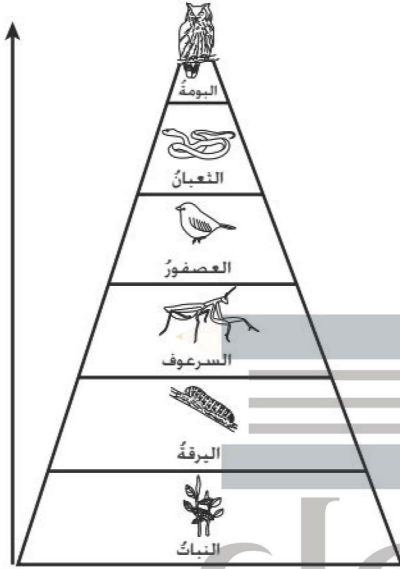 البومةُ
الثعبانُ
العصفورُ
السرعوف
اليرقةُ
النباتُ